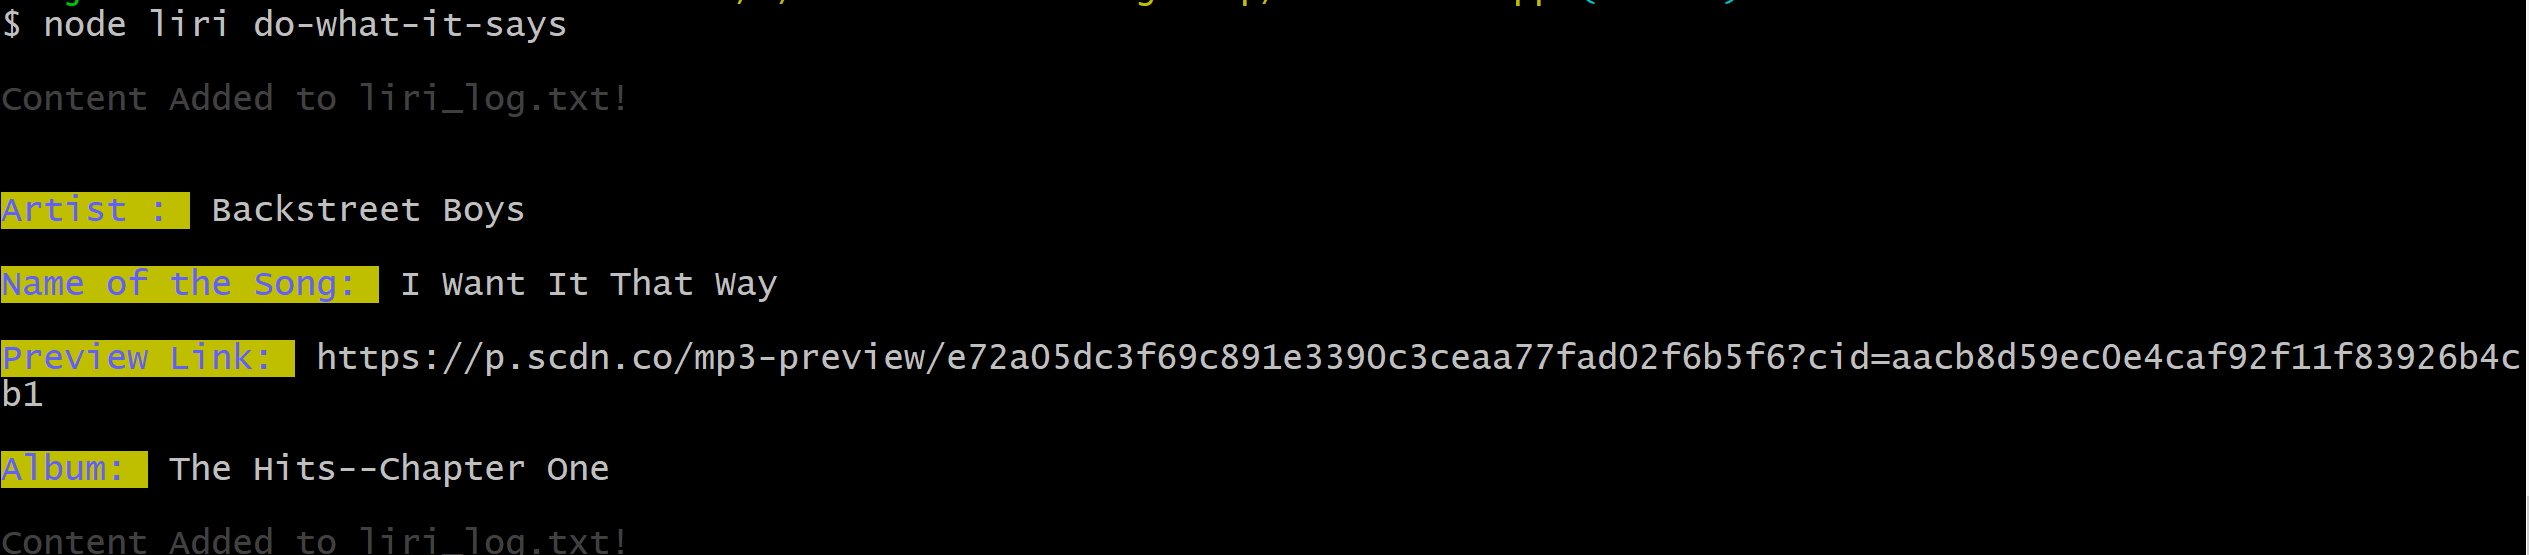 $ node liri do-what-it-says
Content Added to liri_log.txt!
Artist : Backstreet Boys
Name of the Song: I Want It That Way
Preview Link: https://p.scdn.co/mp3-preview/e72a05dc3f69c891e3390c3ceaa77fad02f6b5f6?cid=aacb8d59ec0e4caf92f11f83926b4c
b1
Album: The Hits--Chapter One
Content Added to liri_log.txt!